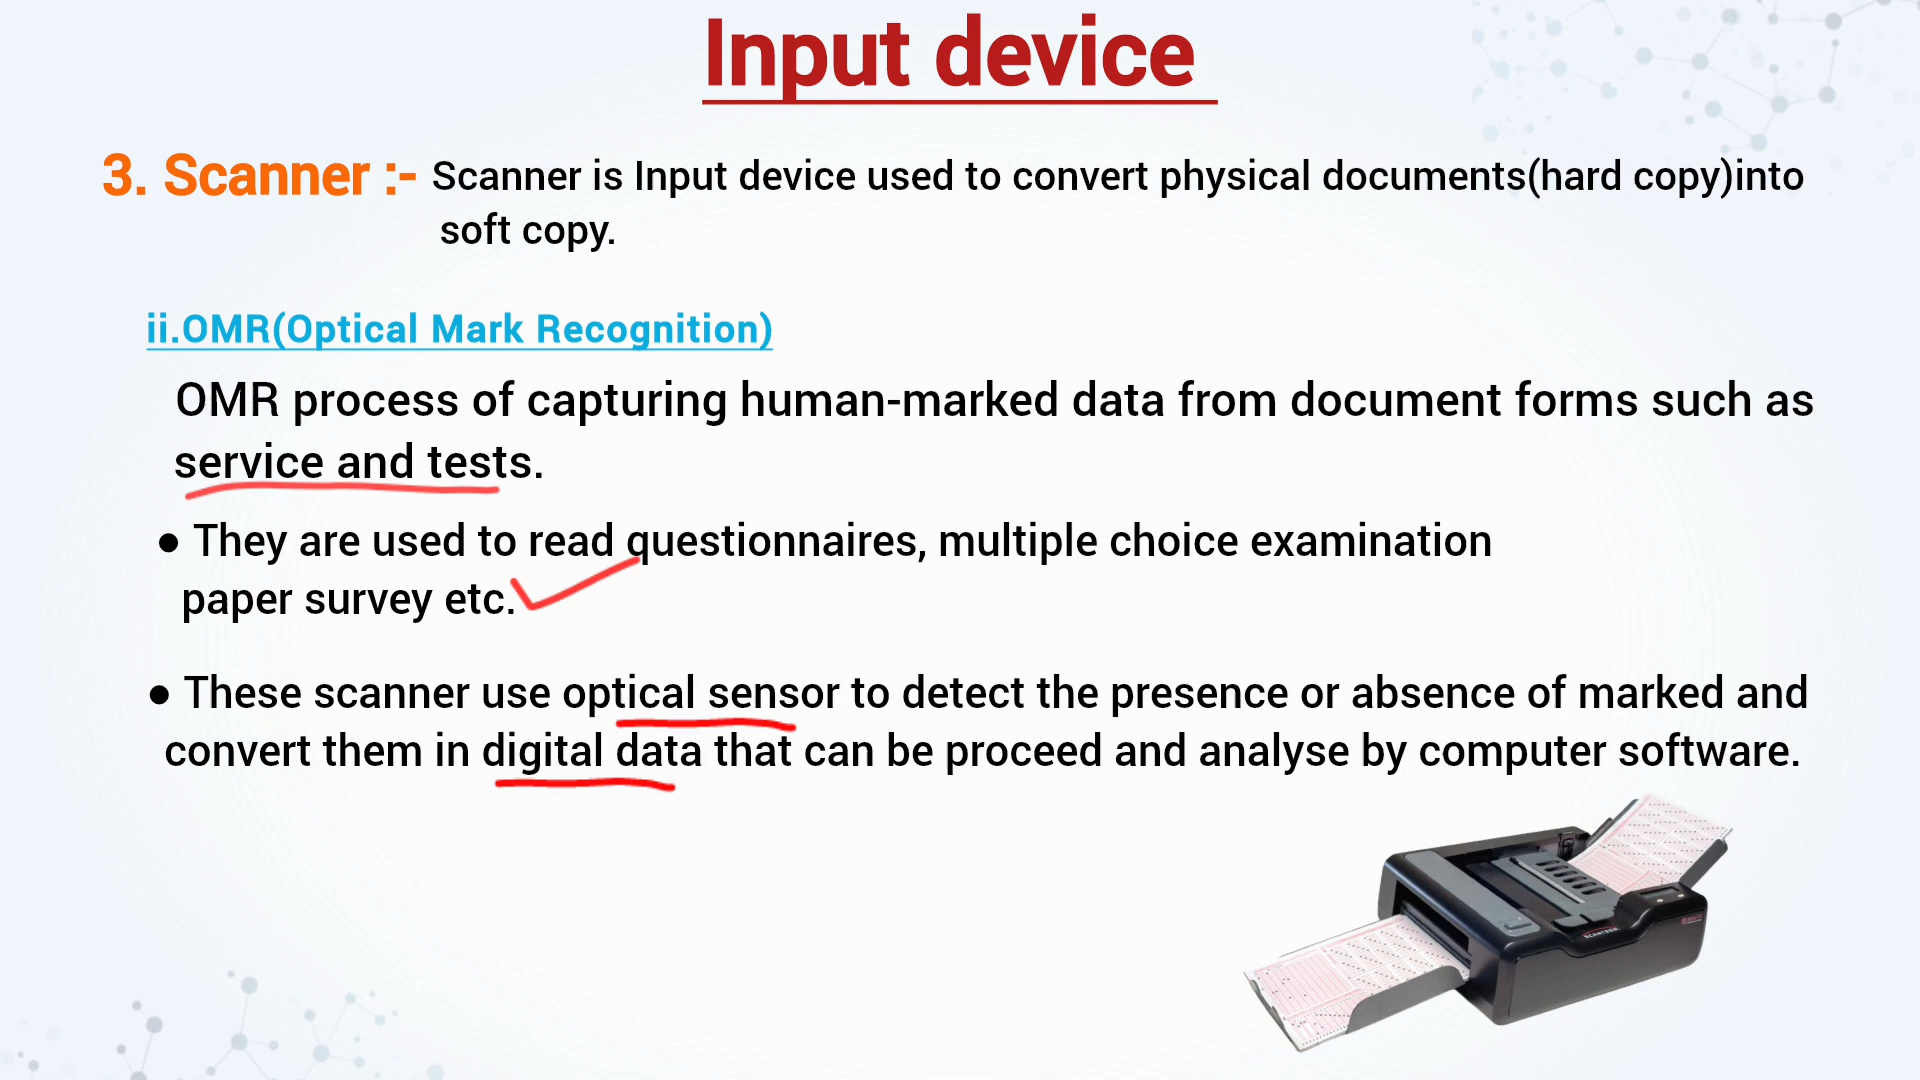 Input device
3. Scanner :- Scanner is Input device used to convert physical documents(hard copy)into
soft copy.
ii.OMR(Optical Mark Recognition)
OMR process of capturing human-marked data from document forms such as
service and tests.
● They are used to read questionnaires, multiple choice examination
paper survey etc.
● These scanner use optical sensor to detect the presence or absence of marked and
convert them in digital data that can be proceed and analyse by computer software.
SCANTRON